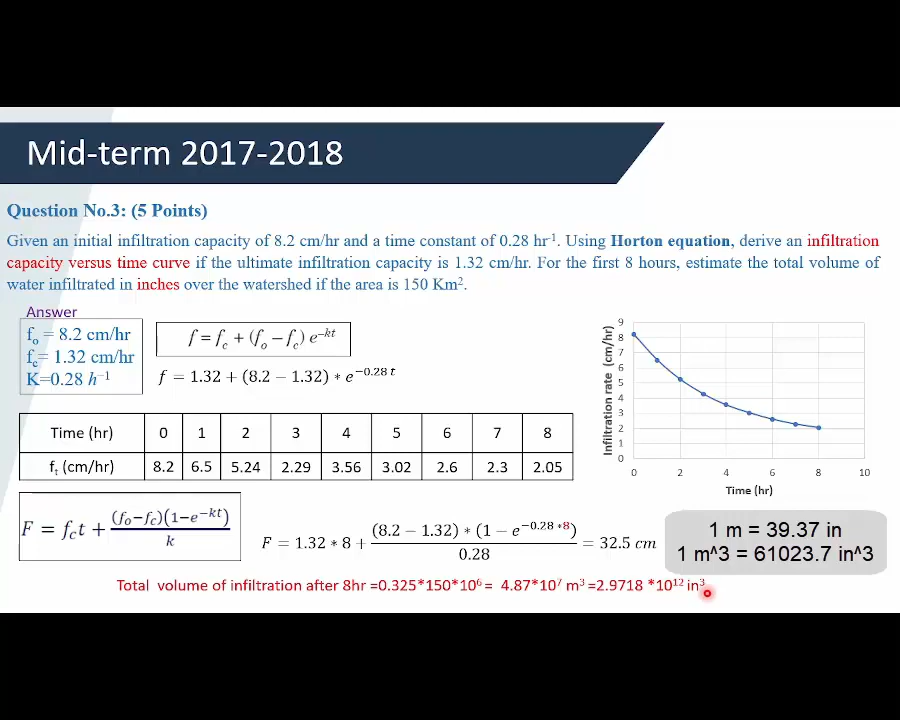 Mid-term 2017-2018
Question No.3: (5 Points)
Given an initial infiltration capacity of 8.2 cm/hr and a time constant of 0.28 hr⁻¹. Using Horton equation, derive an infiltration
capacity versus time curve if the ultimate infiltration capacity is 1.32 cm/hr. For the first 8 hours, estimate the total volume of
water infiltrated in inches over the watershed if the area is 150 Km².
Answer
f₀ = 8.2 cm/hr
f_c= 1.32 cm/hr
K=0.28 h⁻¹
f = f_c + (f_o − f_c) e^{−kt}
f = 1.32 + (8.2 − 1.32) ∗ e^{−0.28 t}
Time (hr) 0 1 2 3 4 5 6 7 8
f_t (cm/hr) 8.2 6.5 5.24 2.29 3.56 3.02 2.6 2.3 2.05
Infiltration rate (cm/hr)
9
8
7
6
5
4
3
2
1
0
0 2 4 6 8 10
Time (hr)
F = f_c t + (f_o−f_c)(1−e^{−kt}) / k
F = 1.32 ∗ 8 + (8.2 − 1.32) ∗ (1 − e^{−0.28 ∗8}) / 0.28 = 32.5 cm
1 m = 39.37 in
1 m^3 = 61023.7 in^3
Total volume of infiltration after 8hr =0.325*150*10⁶ = 4.87*10⁷ m³ =2.9718 *10¹² in³